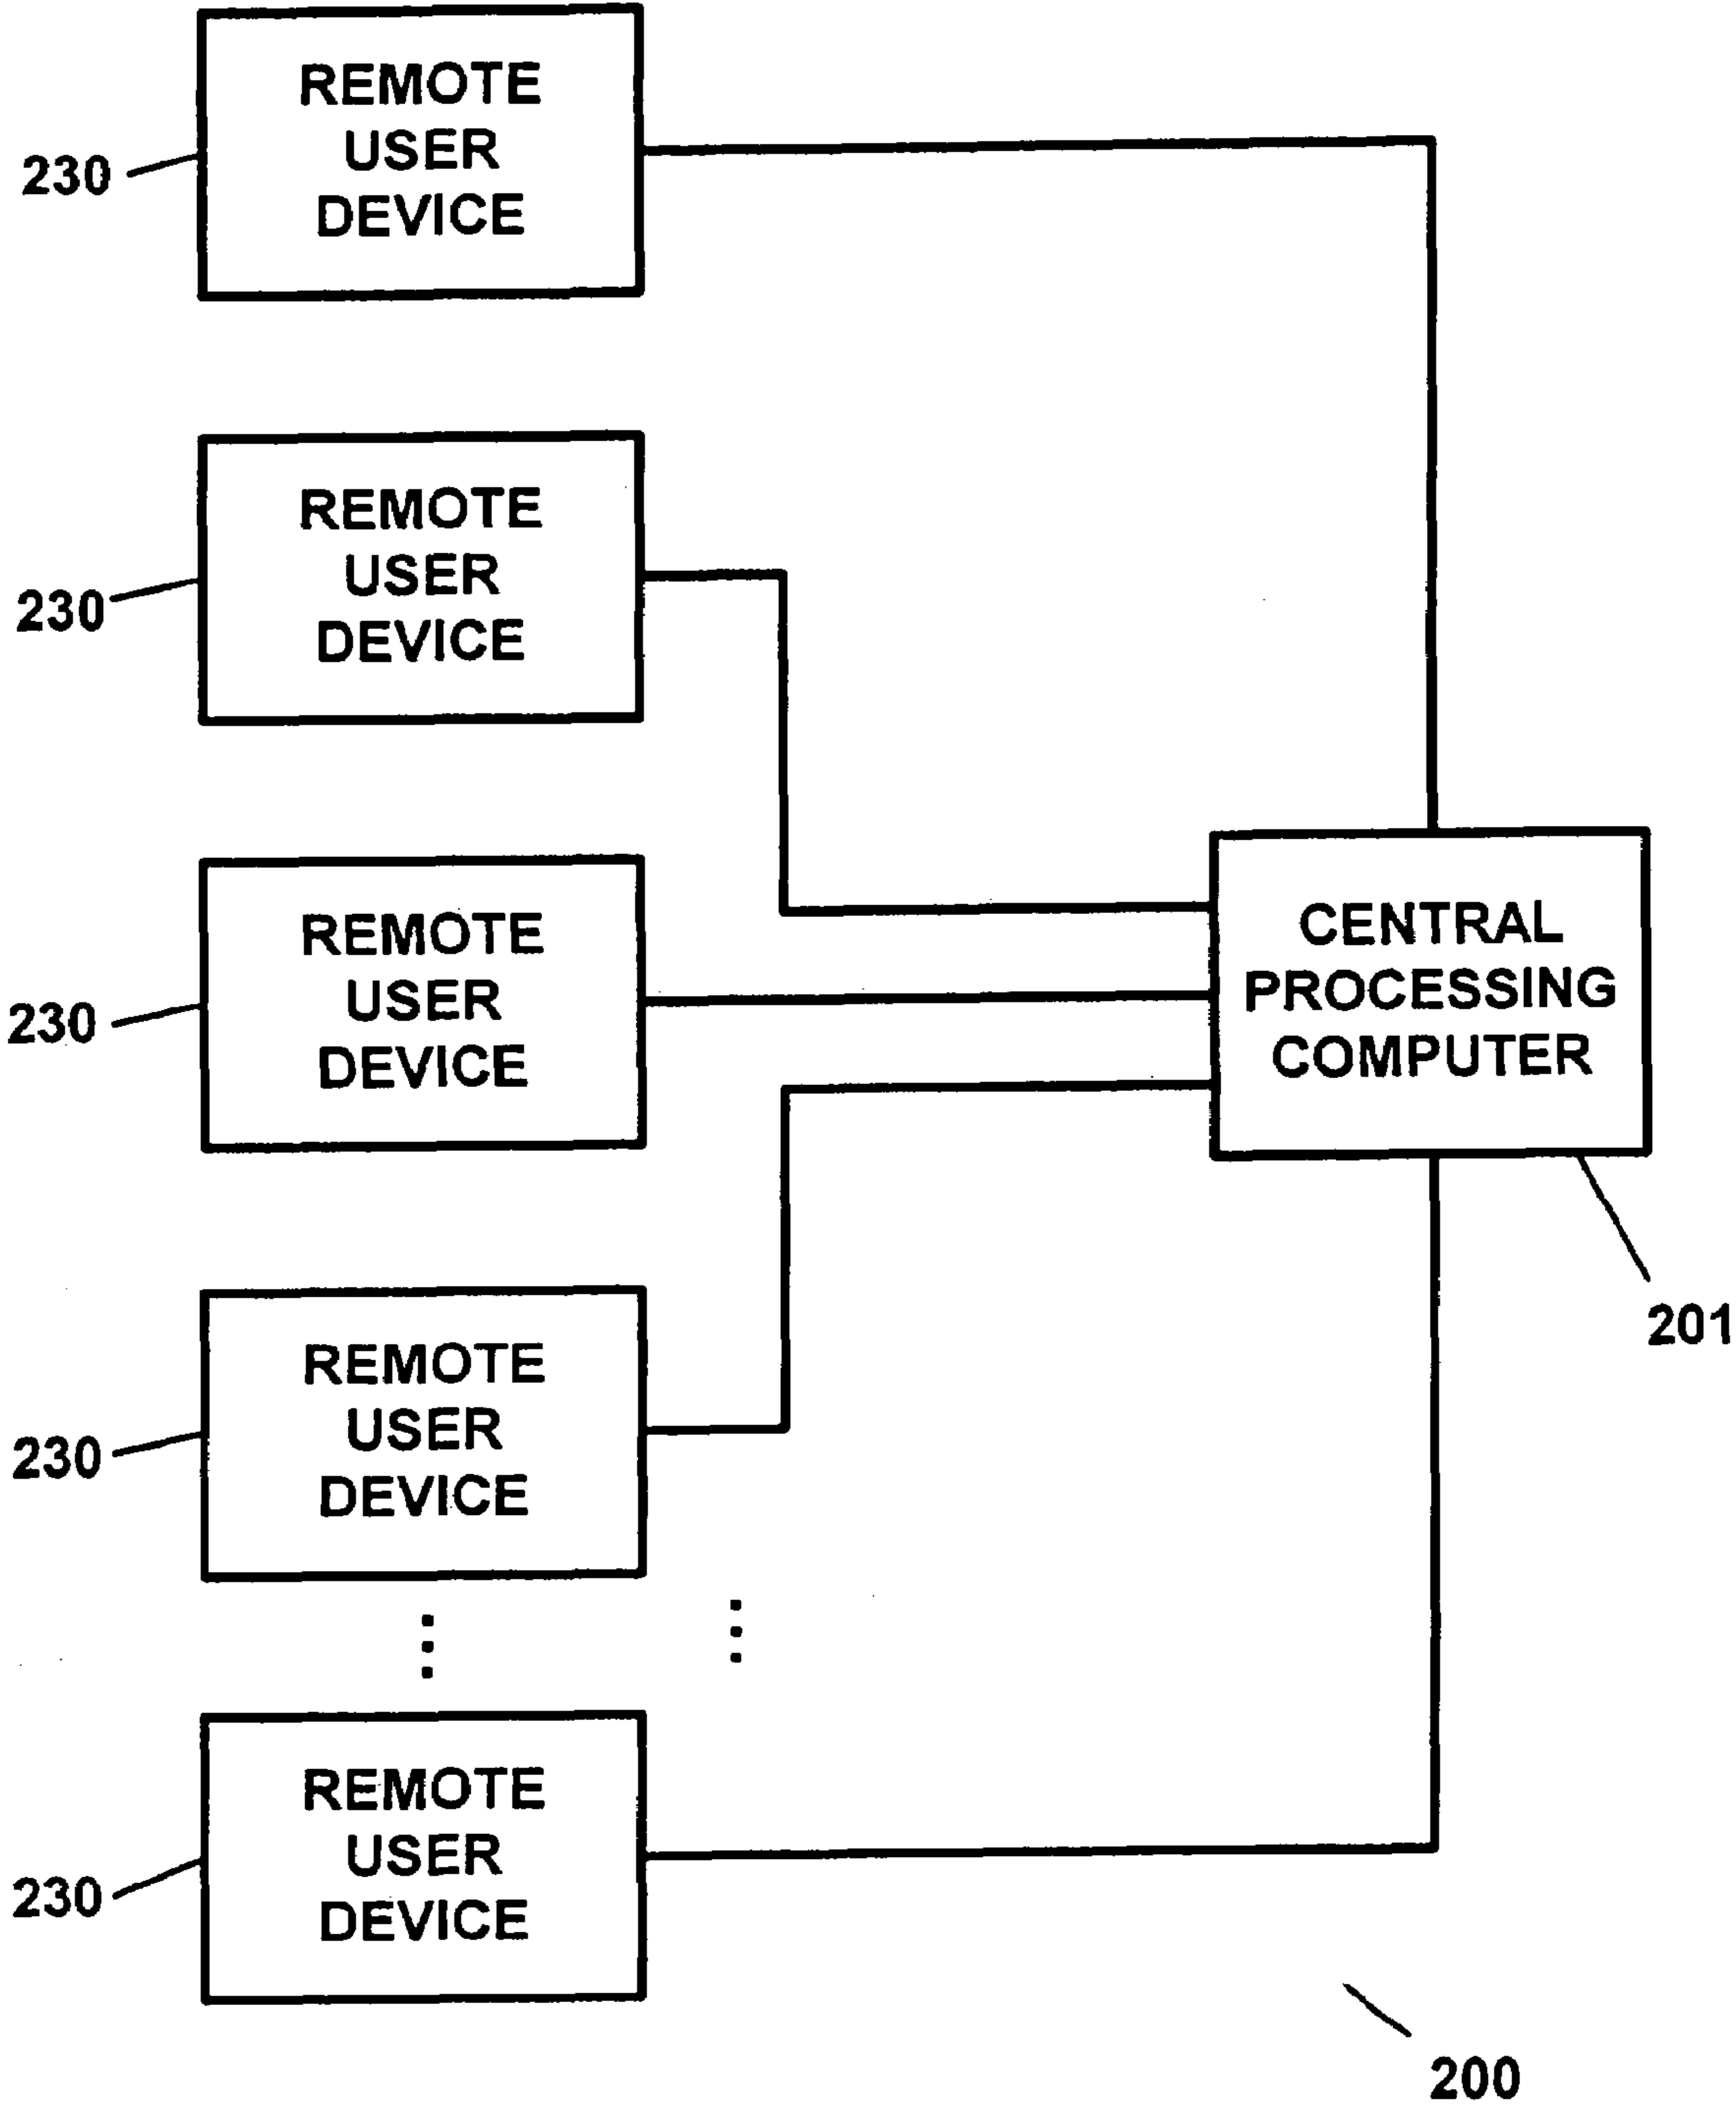 REMOTE
USER
DEVICE
230
REMOTE
USER
DEVICE
230
REMOTE
USER
DEVICE
230
CENTRAL
PROCESSING
COMPUTER
201
REMOTE
USER
DEVICE
230
REMOTE
USER
DEVICE
230
200